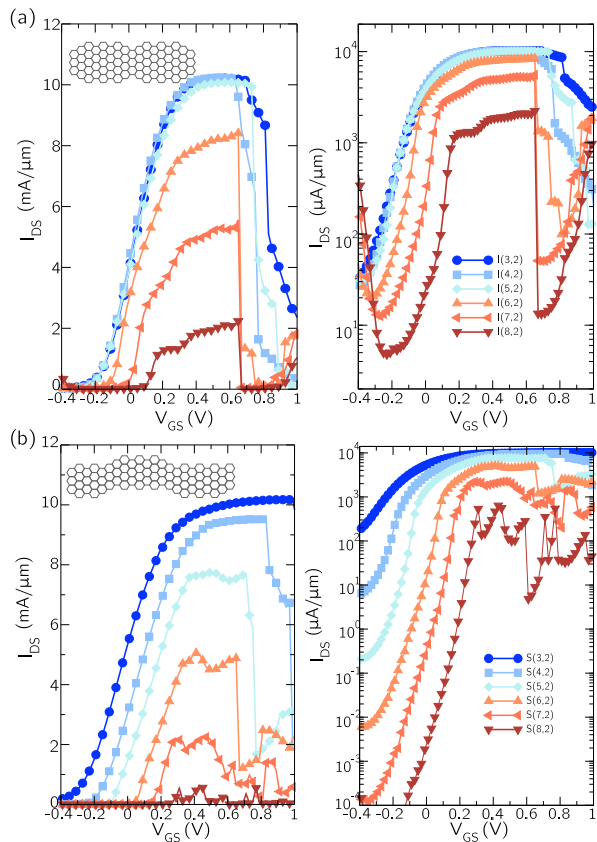 (a)
12
10
8
6
4
2
0
I_DS (mA/μm)
-0.4 -0.2 0 0.2 0.4 0.6 0.8 1
V_GS (V)
10^4
10^3
10^2
10^1
I_DS (μA/μm)
I(3,2)
I(4,2)
I(5,2)
I(6,2)
I(7,2)
I(8,2)
-0.4 -0.2 0 0.2 0.4 0.6 0.8 1
V_GS (V)
(b)
12
10
8
6
4
2
0
I_DS (mA/μm)
-0.4 -0.2 0 0.2 0.4 0.6 0.8 1
V_GS (V)
10^4
10^3
10^2
10^1
10^0
10^-1
10^-2
10^-3
10^-4
I_DS (μA/μm)
S(3,2)
S(4,2)
S(5,2)
S(6,2)
S(7,2)
S(8,2)
-0.4 -0.2 0 0.2 0.4 0.6 0.8 1
V_GS (V)